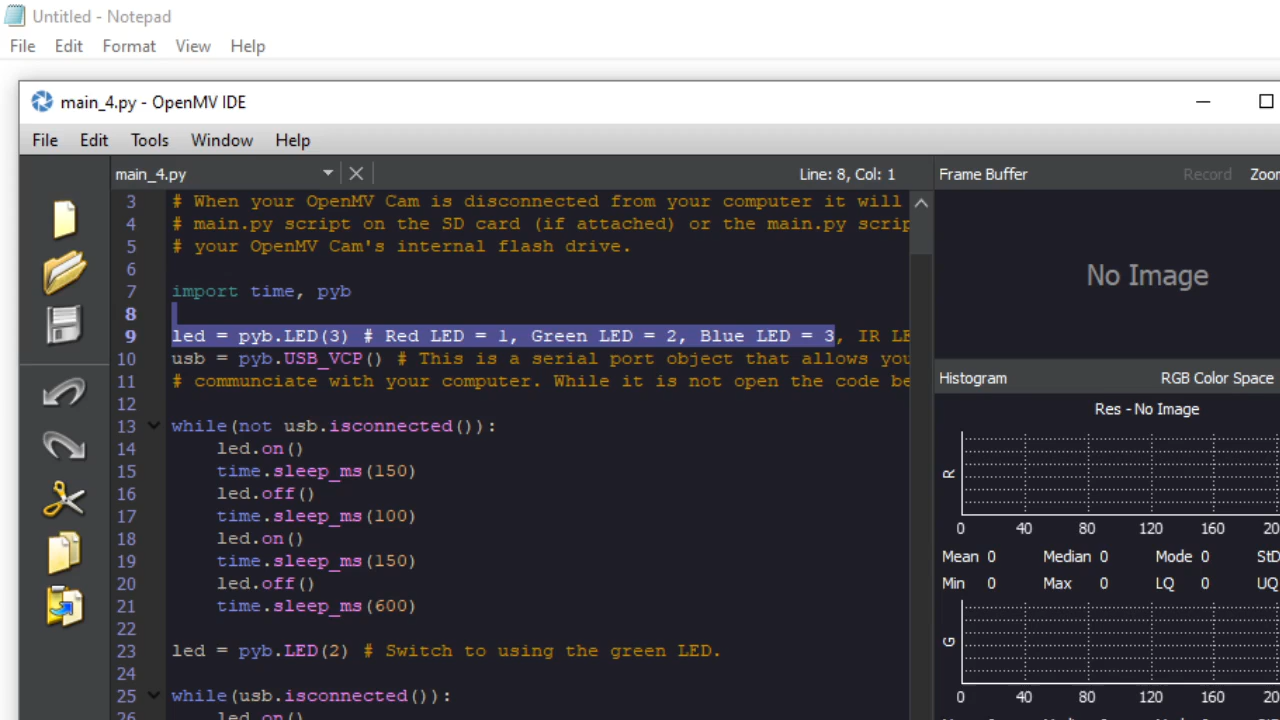 Untitled - Notepad
File Edit Format View Help
main_4.py - OpenMV IDE
File Edit Tools Window Help
main_4.py Line: 8, Col: 1 Frame Buffer Record Zoom
3 # When your OpenMV Cam is disconnected from your computer it will
4 # main.py script on the SD card (if attached) or the main.py scrip
5 # your OpenMV Cam's internal flash drive.
6
7 import time, pyb
No Image
8
9 led = pyb.LED(3) # Red LED = 1, Green LED = 2, Blue LED = 3, IR LE
10 usb = pyb.USB_VCP() # This is a serial port object that allows you
11 # communciate with your computer. While it is not open the code be
12
13 while(not usb.isconnected()):
14 led.on()
15 time.sleep_ms(150)
16 led.off()
17 time.sleep_ms(100)
18 led.on()
19 time.sleep_ms(150)
20 led.off()
21 time.sleep_ms(600)
22
23 led = pyb.LED(2) # Switch to using the green LED.
24
25 while(usb.isconnected()):
26 led.on()
Histogram RGB Color Space
Res - No Image
R
0 40 80 120 160 20
Mean 0 Median 0 Mode 0 StD
Min 0 Max 0 LQ 0 UQ
G
0 40 80 120 160 20